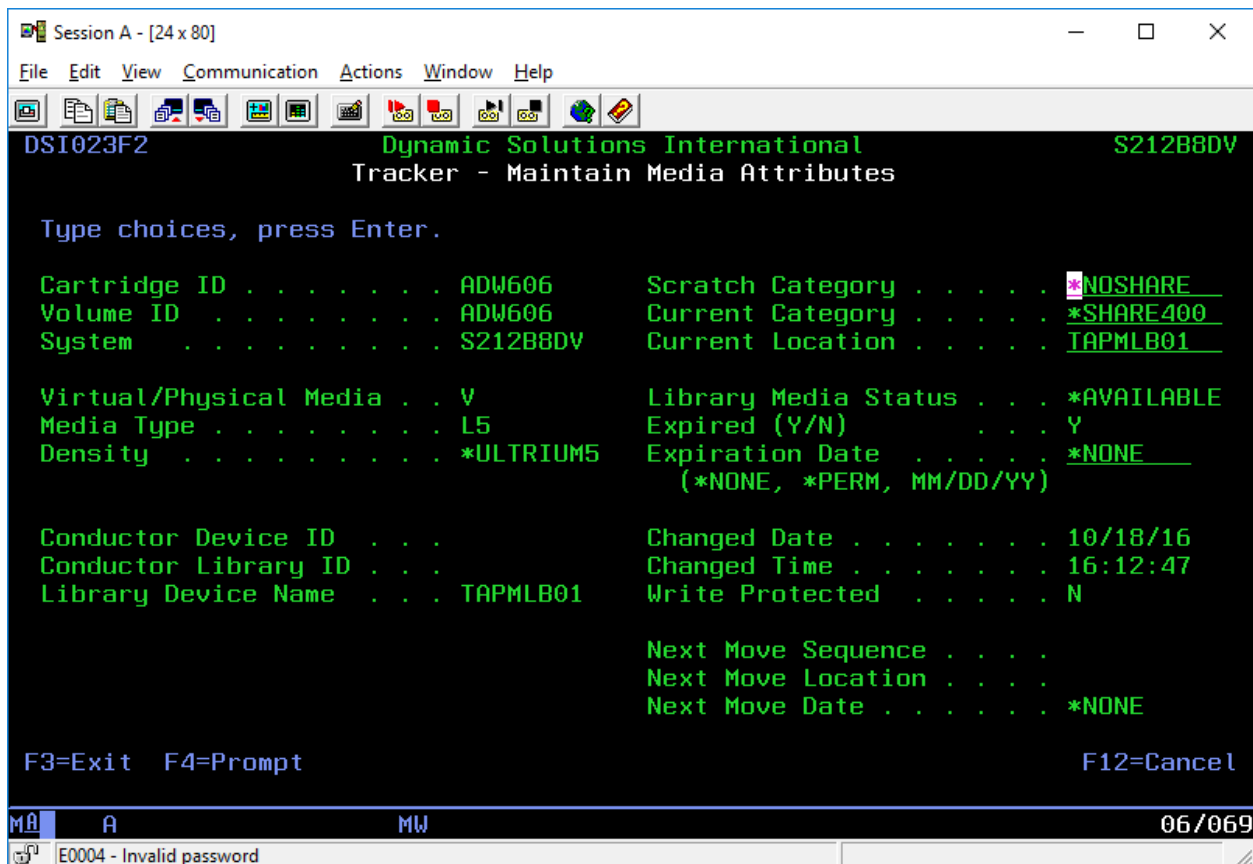 Session A - [24 x 80]
File Edit View Communication Actions Window Help
DSI023F2 Dynamic Solutions International S212B8DV
Tracker - Maintain Media Attributes
Type choices, press Enter.
Cartridge ID . . . . . . . ADW606 Scratch Category . . . . . *NOSHARE
Volume ID . . . . . . . . ADW606 Current Category . . . . . *SHARE400
System . . . . . . . . . S212B8DV Current Location . . . . . TAPMLB01
Virtual/Physical Media . . V Library Media Status . . . *AVAILABLE
Media Type . . . . . . . . L5 Expired (Y/N) . . . Y
Density . . . . . . . . . *ULTRIUM5 Expiration Date . . . . . *NONE
(*NONE, *PERM, MM/DD/YY)
Conductor Device ID . . . Changed Date . . . . . . . 10/18/16
Conductor Library ID . . . Changed Time . . . . . . . 16:12:47
Library Device Name . . . TAPMLB01 Write Protected . . . . . N
Next Move Sequence . . . .
Next Move Location . . . .
Next Move Date . . . . . . *NONE
F3=Exit F4=Prompt F12=Cancel
MA A MW 06/069
E0004 - Invalid password